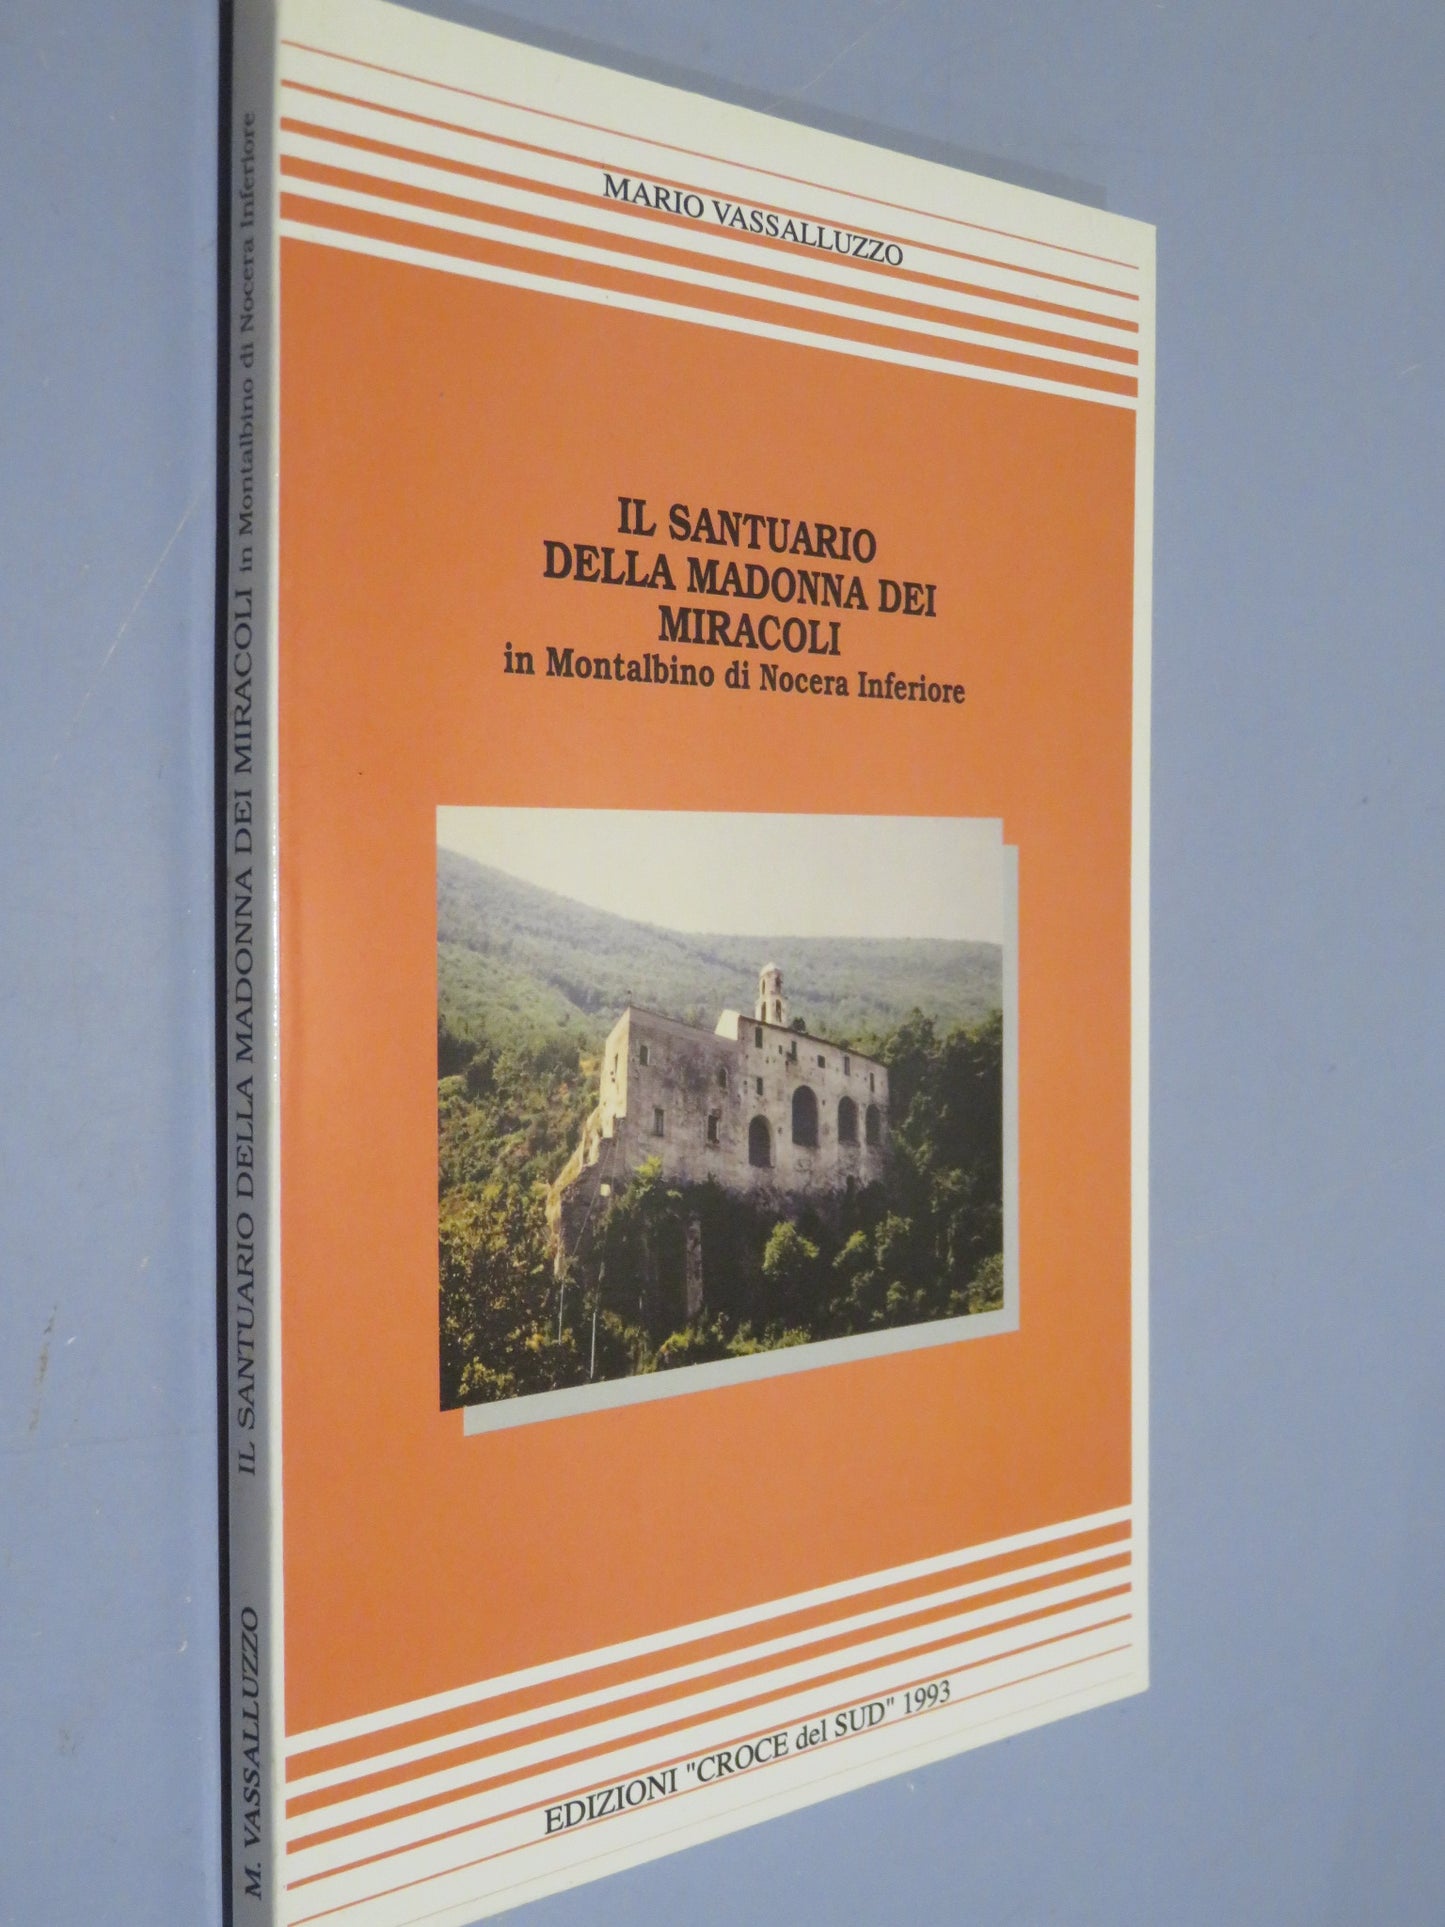 MARIO VASSALLUZZO
IL SANTUARIO
DELLA MADONNA DEI
MIRACOLI
in Montalbino di Nocera Inferiore
EDIZIONI "CROCE del SUD" 1993
M. VASSALLUZZO IL SANTUARIO DELLA MADONNA DEI MIRACOLI in Montalbino di Nocera Inferiore